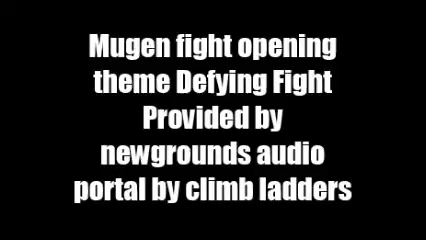 Mugen fight opening
theme Defying Fight
Provided by
newgrounds audio
portal by climb ladders